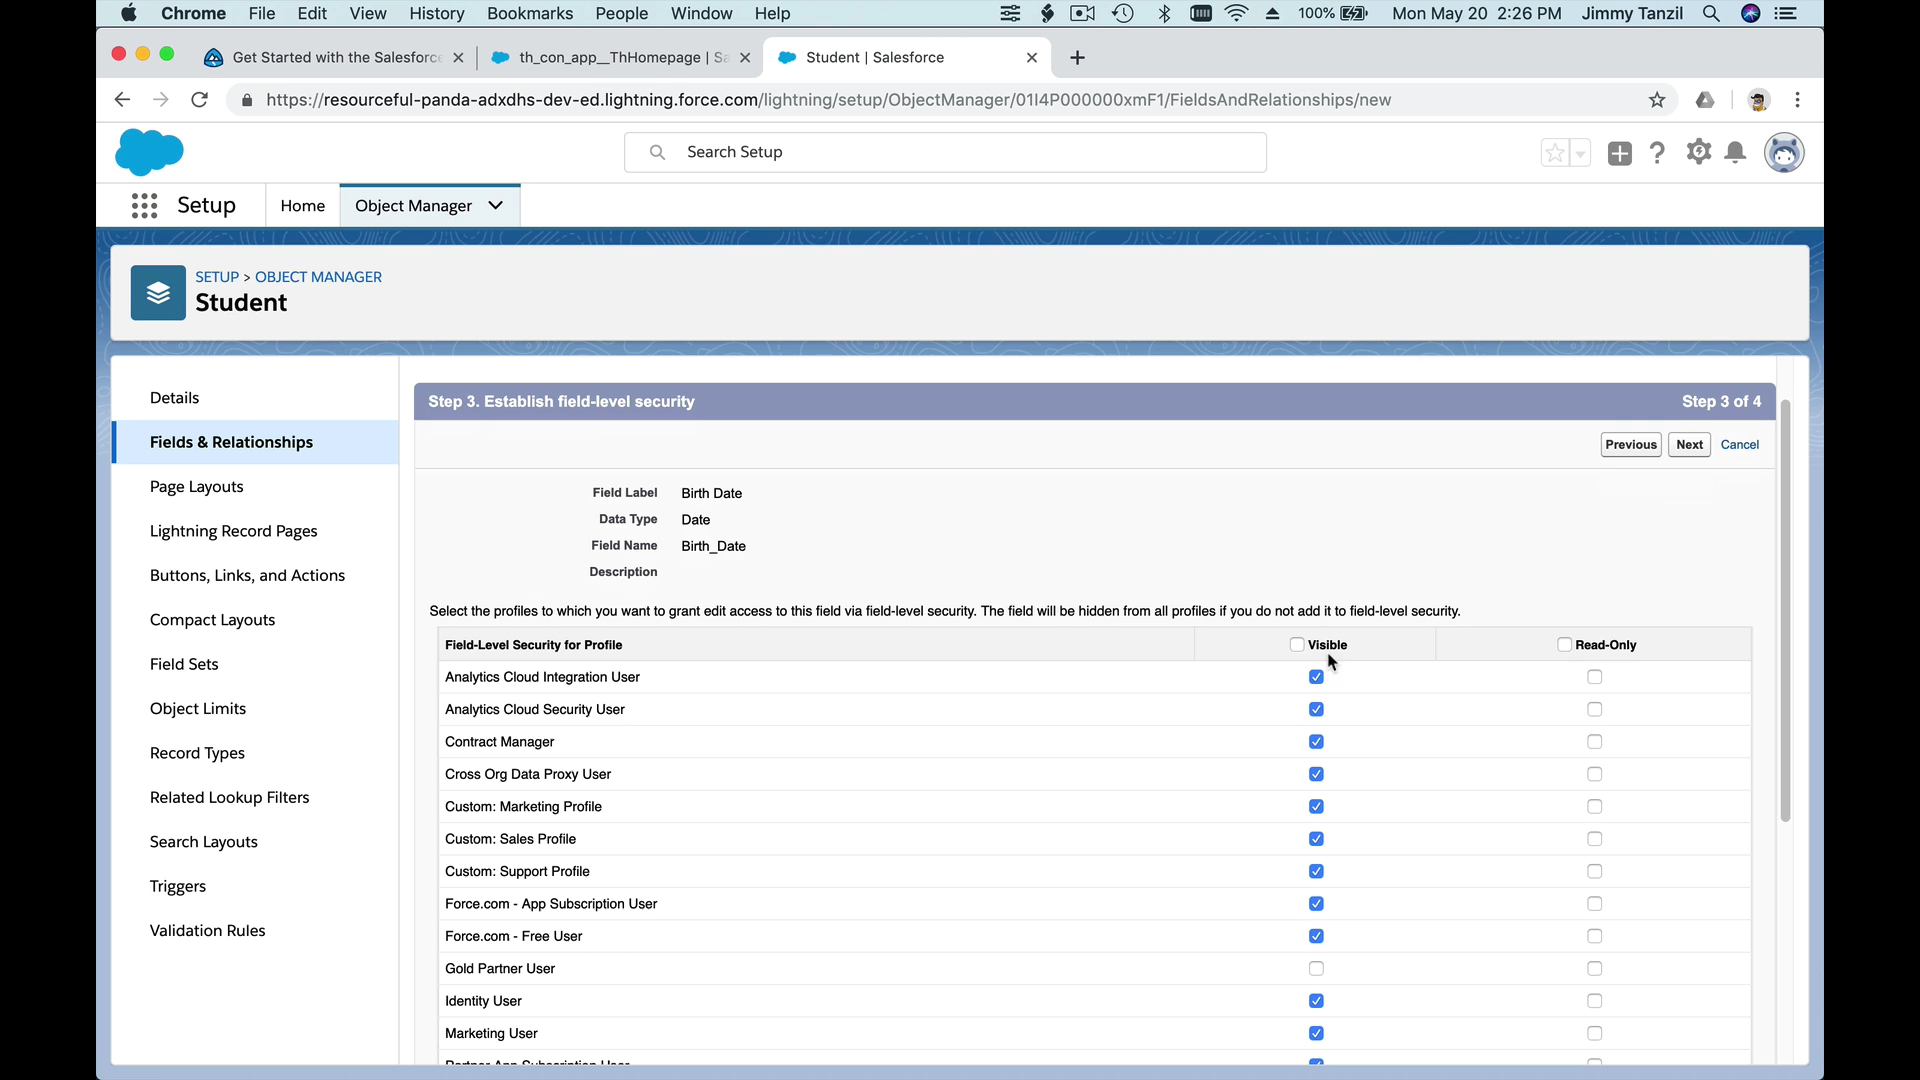 Chrome File Edit View History Bookmarks People Window Help 100% Mon May 20 2:26 PM Jimmy Tanzil
Get Started with the Salesforc th_con_app__ThHomepage | Sa Student | Salesforce
https://resourceful-panda-adxdhs-dev-ed.lightning.force.com/lightning/setup/ObjectManager/01I4P000000xmF1/FieldsAndRelationships/new
Search Setup
Setup Home Object Manager
SETUP > OBJECT MANAGER
Student
Details
Fields & Relationships
Page Layouts
Lightning Record Pages
Buttons, Links, and Actions
Compact Layouts
Field Sets
Object Limits
Record Types
Related Lookup Filters
Search Layouts
Triggers
Validation Rules
Step 3. Establish field-level security Step 3 of 4
Previous Next Cancel
Field Label Birth Date
Data Type Date
Field Name Birth_Date
Description
Select the profiles to which you want to grant edit access to this field via field-level security. The field will be hidden from all profiles if you do not add it to field-level security.
Field-Level Security for Profile Visible Read-Only
Analytics Cloud Integration User
Analytics Cloud Security User
Contract Manager
Cross Org Data Proxy User
Custom: Marketing Profile
Custom: Sales Profile
Custom: Support Profile
Force.com - App Subscription User
Force.com - Free User
Gold Partner User
Identity User
Marketing User
Partner App Subscription User